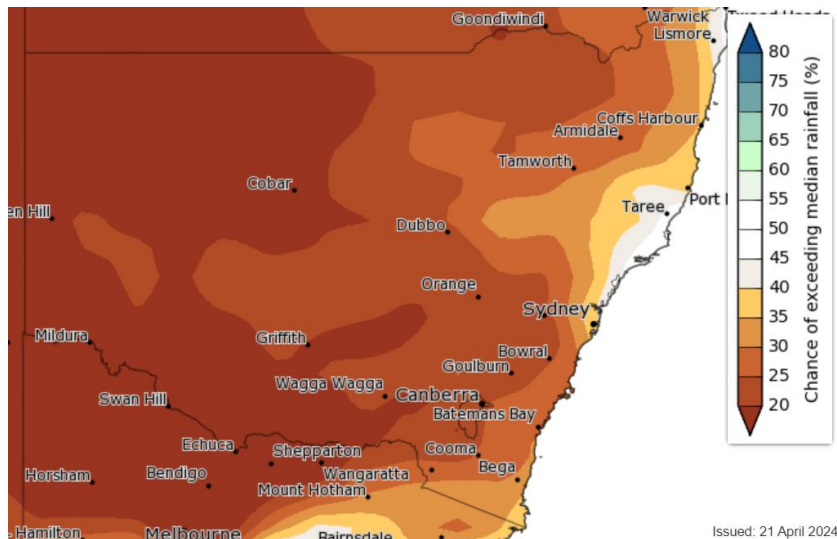 Goondiwindi
Warwick
Lismore
Coffs Harbour
Armidale
Tamworth
Cobar
en Hill
Port
Taree
Dubbo
Orange
Sydney
Mildura
Griffith
Bowral
Goulburn
Wagga Wagga
Canberra
Swan Hill
Batemans Bay
Echuca
Shepparton
Cooma
Horsham
Bendigo
Wangaratta
Bega
Mount Hotham
Hamilton
Melbourne
Bairnsdale
80
75
70
65
60
55
50
45
40
35
30
25
20
Chance of exceeding median rainfall (%)
Issued: 21 April 2024